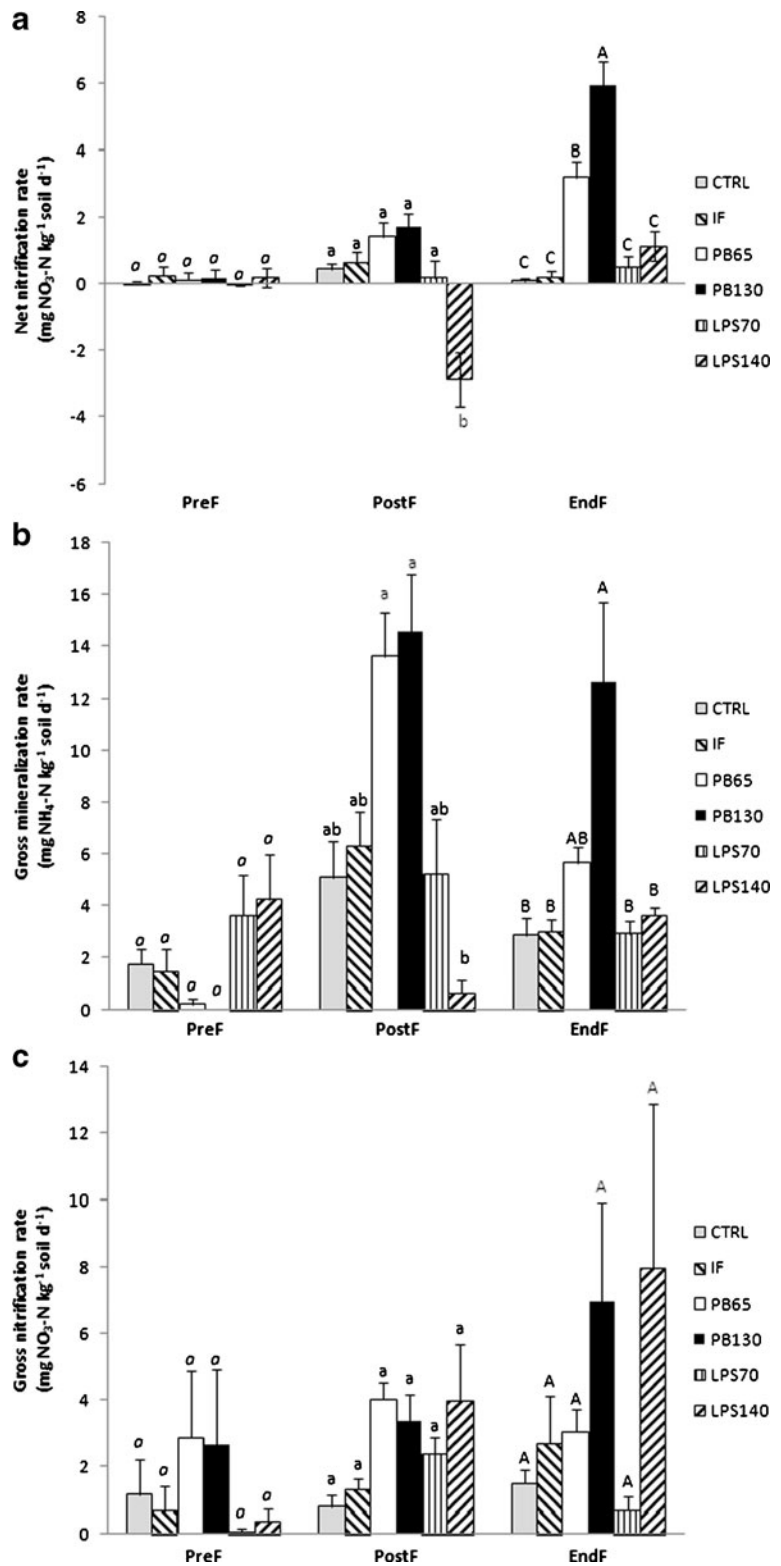 a
8
6
4
2
0
-2
-4
-6
Net nitrification rate
(mg NO₃-N kg⁻¹ soil d⁻¹)
a a a a a a
a a a a a b
C C B A C C
PreF PostF EndF
CTRL
IF
PB65
PB130
LPS70
LPS140
b
18
16
14
12
10
8
6
4
2
0
Gross mineralization rate
(mg NH₄-N kg⁻¹ soil d⁻¹)
a a a a a a
ab ab a a ab b
B B AB A B B
PreF PostF EndF
CTRL
IF
PB65
PB130
LPS70
LPS140
c
14
12
10
8
6
4
2
0
Gross nitrification rate
(mg NO₃-N kg⁻¹ soil d⁻¹)
a a a a a a
a a a a a a
A A A A A A
PreF PostF EndF
CTRL
IF
PB65
PB130
LPS70
LPS140